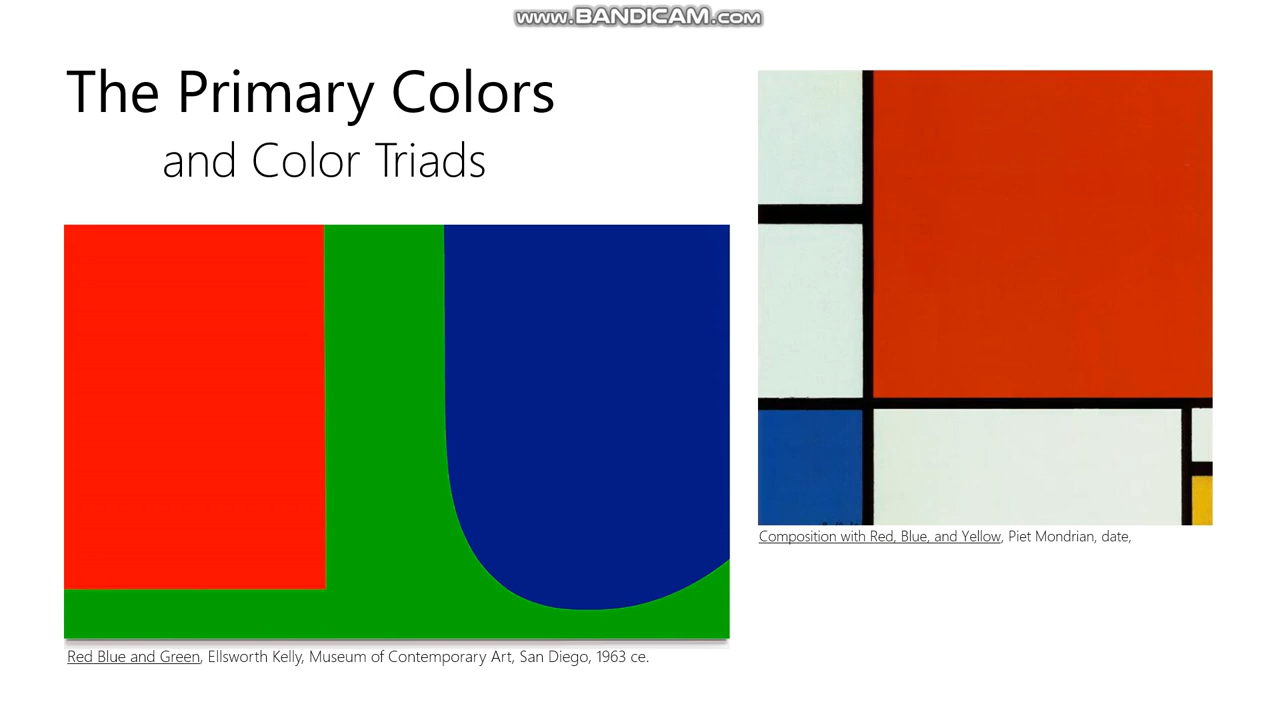 www.BANDICAM.com
The Primary Colors
and Color Triads
Composition with Red, Blue, and Yellow, Piet Mondrian, date,
Red Blue and Green, Ellsworth Kelly, Museum of Contemporary Art, San Diego, 1963 ce.